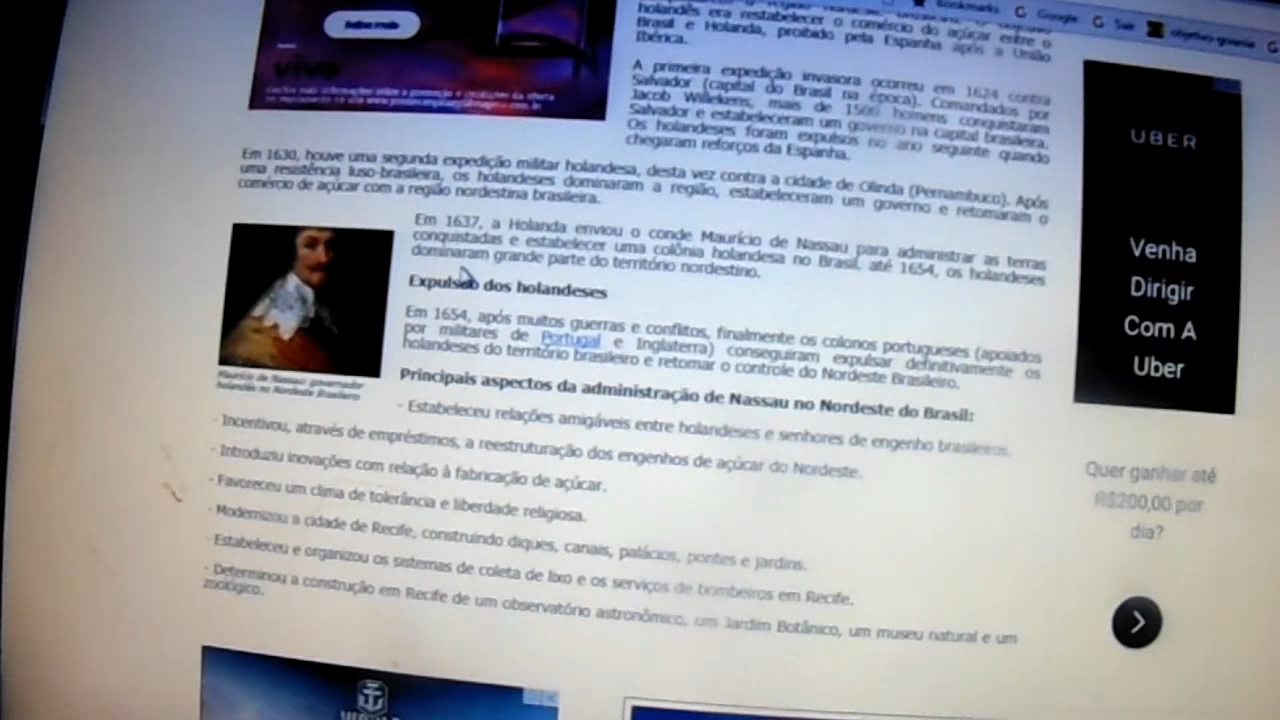 Bookmarks
Google
Sair
objetivo-goiania
Saiba mais
vivo
holandês era restabelecer o comércio do açúcar entre o
Brasil e Holanda, proibido pela Espanha após a União
Ibérica.
A primeira expedição invasora ocorreu em 1624 contra
Salvador (capital do Brasil na época). Comandados por
Jacob Willekens, mais de 1500 homens conquistaram
Salvador e estabeleceram um governo na capital brasileira.
Os holandeses foram expulsos no ano seguinte quando
chegaram reforços da Espanha.
Em 1630, houve uma segunda expedição militar holandesa, desta vez contra a cidade de Olinda (Pernambuco). Após
uma resistência luso-brasileira, os holandeses dominaram a região, estabeleceram um governo e retomaram o
comércio de açúcar com a região nordestina brasileira.
Em 1637, a Holanda enviou o conde Maurício de Nassau para administrar as terras
conquistadas e estabelecer uma colônia holandesa no Brasil. até 1654, os holandeses
dominaram grande parte do território nordestino.
Expulsão dos holandeses
Em 1654, após muitos guerras e conflitos, finalmente os colonos portugueses (apoiados
por militares de Portugal e Inglaterra) conseguiram expulsar definitivamente os
holandeses do território brasileiro e retomar o controle do Nordeste Brasileiro.
Maurício de Nassau: governador
holandês no Nordeste Brasileiro
Principais aspectos da administração de Nassau no Nordeste do Brasil:
- Estabeleceu relações amigáveis entre holandeses e senhores de engenho brasileiros.
- Incentivou, através de empréstimos, a reestruturação dos engenhos de açúcar do Nordeste.
- Introduziu inovações com relação à fabricação de açúcar.
- Favoreceu um clima de tolerância e liberdade religiosa.
- Modernizou a cidade de Recife, construindo diques, canais, palácios, pontes e jardins.
- Estabeleceu e organizou os sistemas de coleta de lixo e os serviços de bombeiros em Recife.
- Determinou a construção em Recife de um observatório astronômico, um Jardim Botânico, um museu natural e um
zoológico.
UBER
Venha
Dirigir
Com A
Uber
Quer ganhar até
R$200,00 por
dia?